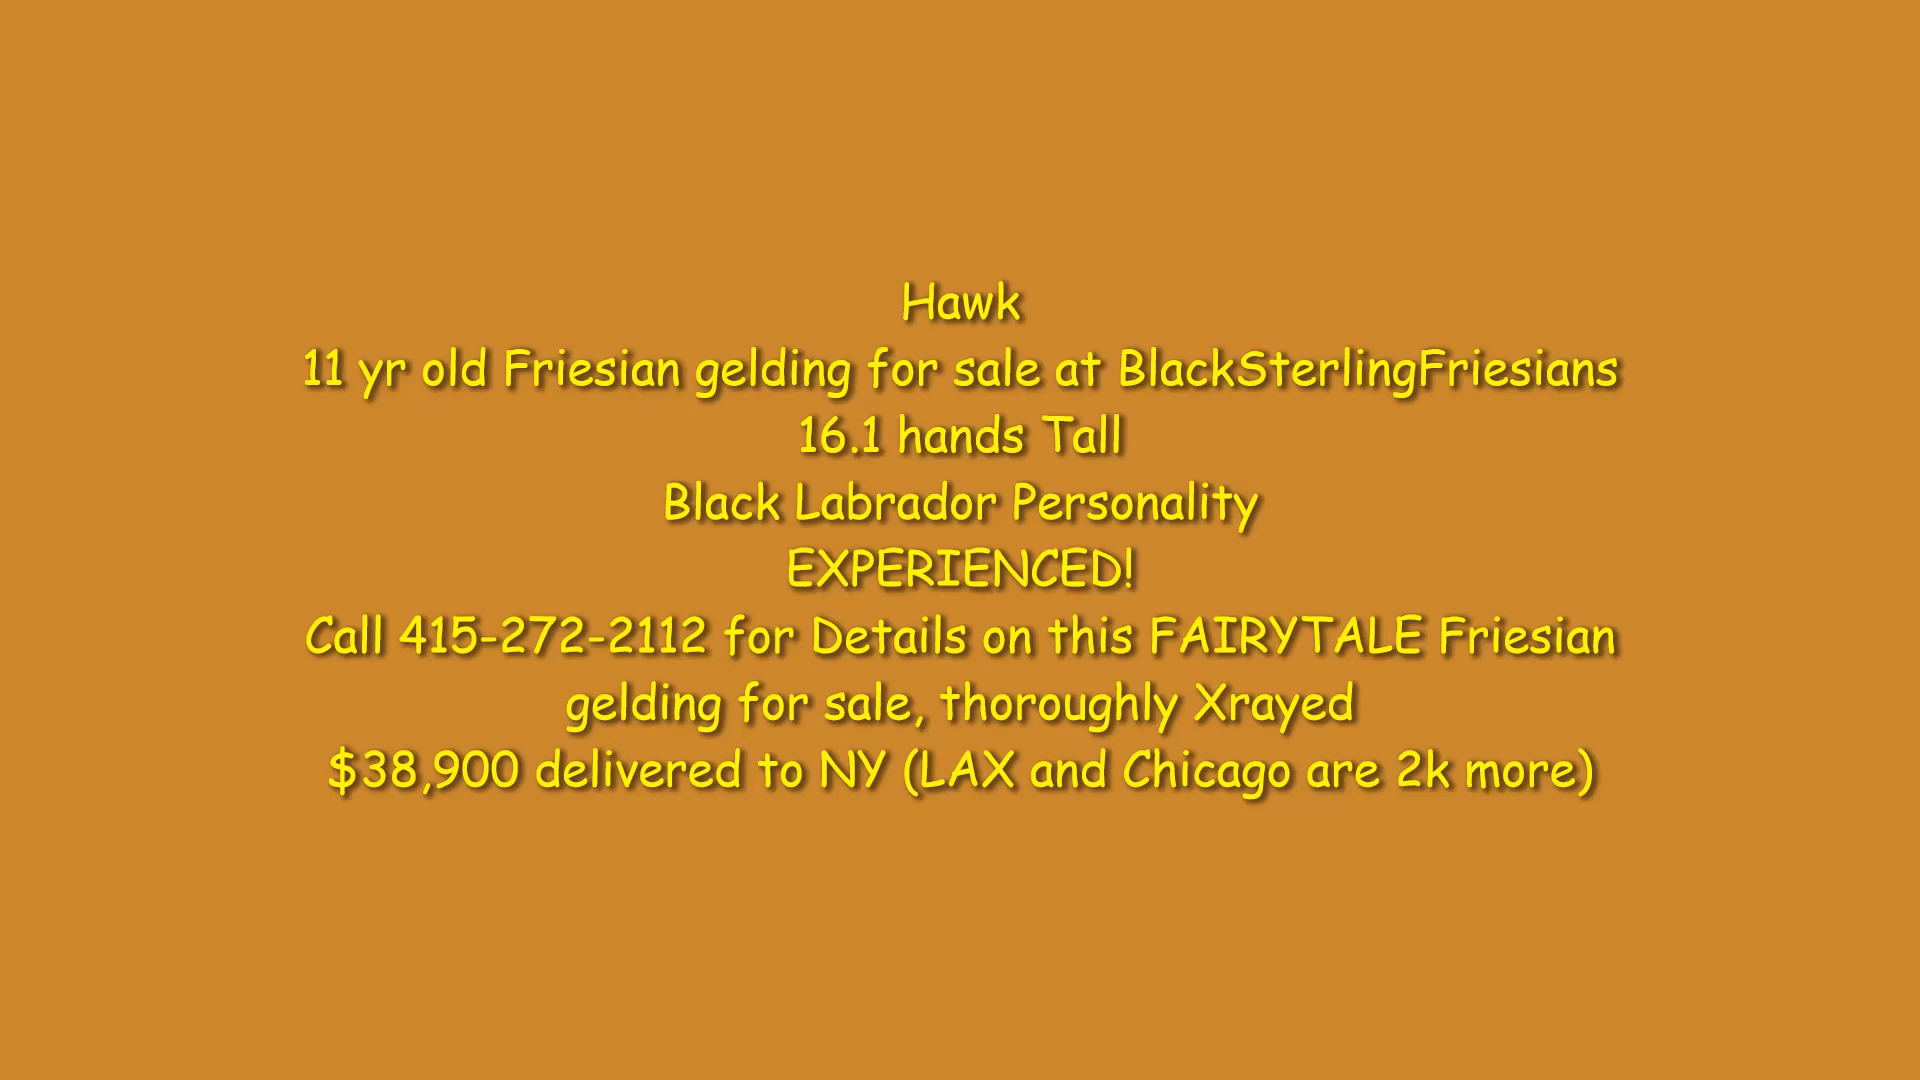 Hawk
11 yr old Friesian gelding for sale at BlackSterlingFriesians
16.1 hands Tall
Black Labrador Personality
EXPERIENCED!
Call 415-272-2112 for Details on this FAIRYTALE Friesian
gelding for sale, thoroughly Xrayed
$38,900 delivered to NY (LAX and Chicago are 2k more)